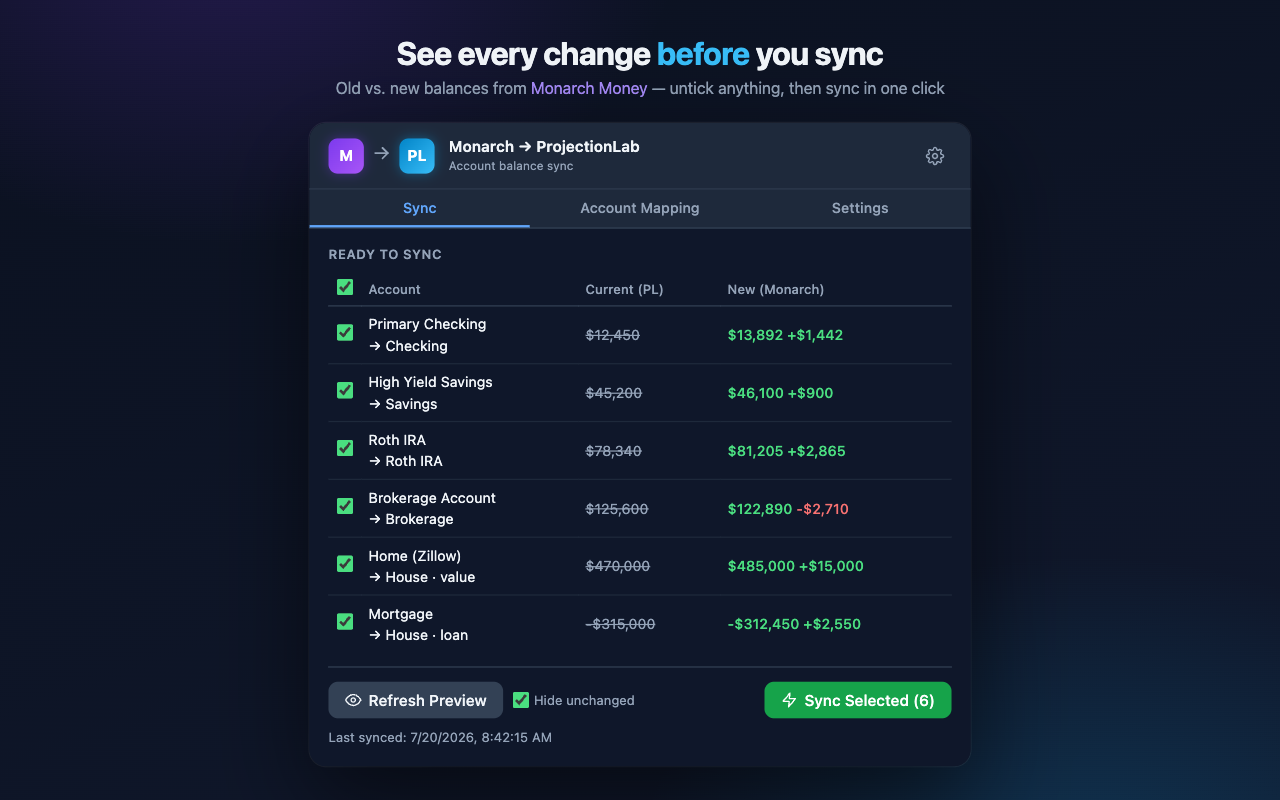 See every change before you sync
Old vs. new balances from Monarch Money — untick anything, then sync in one click
M → PL Monarch → ProjectionLab
Account balance sync
Sync Account Mapping Settings
READY TO SYNC
Account Current (PL) New (Monarch)
Primary Checking
→ Checking
$12,450 $13,892 +$1,442
High Yield Savings
→ Savings
$45,200 $46,100 +$900
Roth IRA
→ Roth IRA
$78,340 $81,205 +$2,865
Brokerage Account
→ Brokerage
$125,600 $122,890 -$2,710
Home (Zillow)
→ House · value
$470,000 $485,000 +$15,000
Mortgage
→ House · loan
-$315,000 -$312,450 +$2,550
Refresh Preview Hide unchanged Sync Selected (6)
Last synced: 7/20/2026, 8:42:15 AM